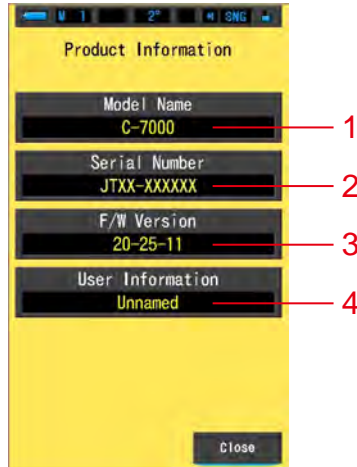 M 1 2° SNG
Product Information
Model Name
C-7000 1
Serial Number
JTXX-XXXXXX 2
F/W Version
20-25-11 3
User Information
Unnamed 4
Close